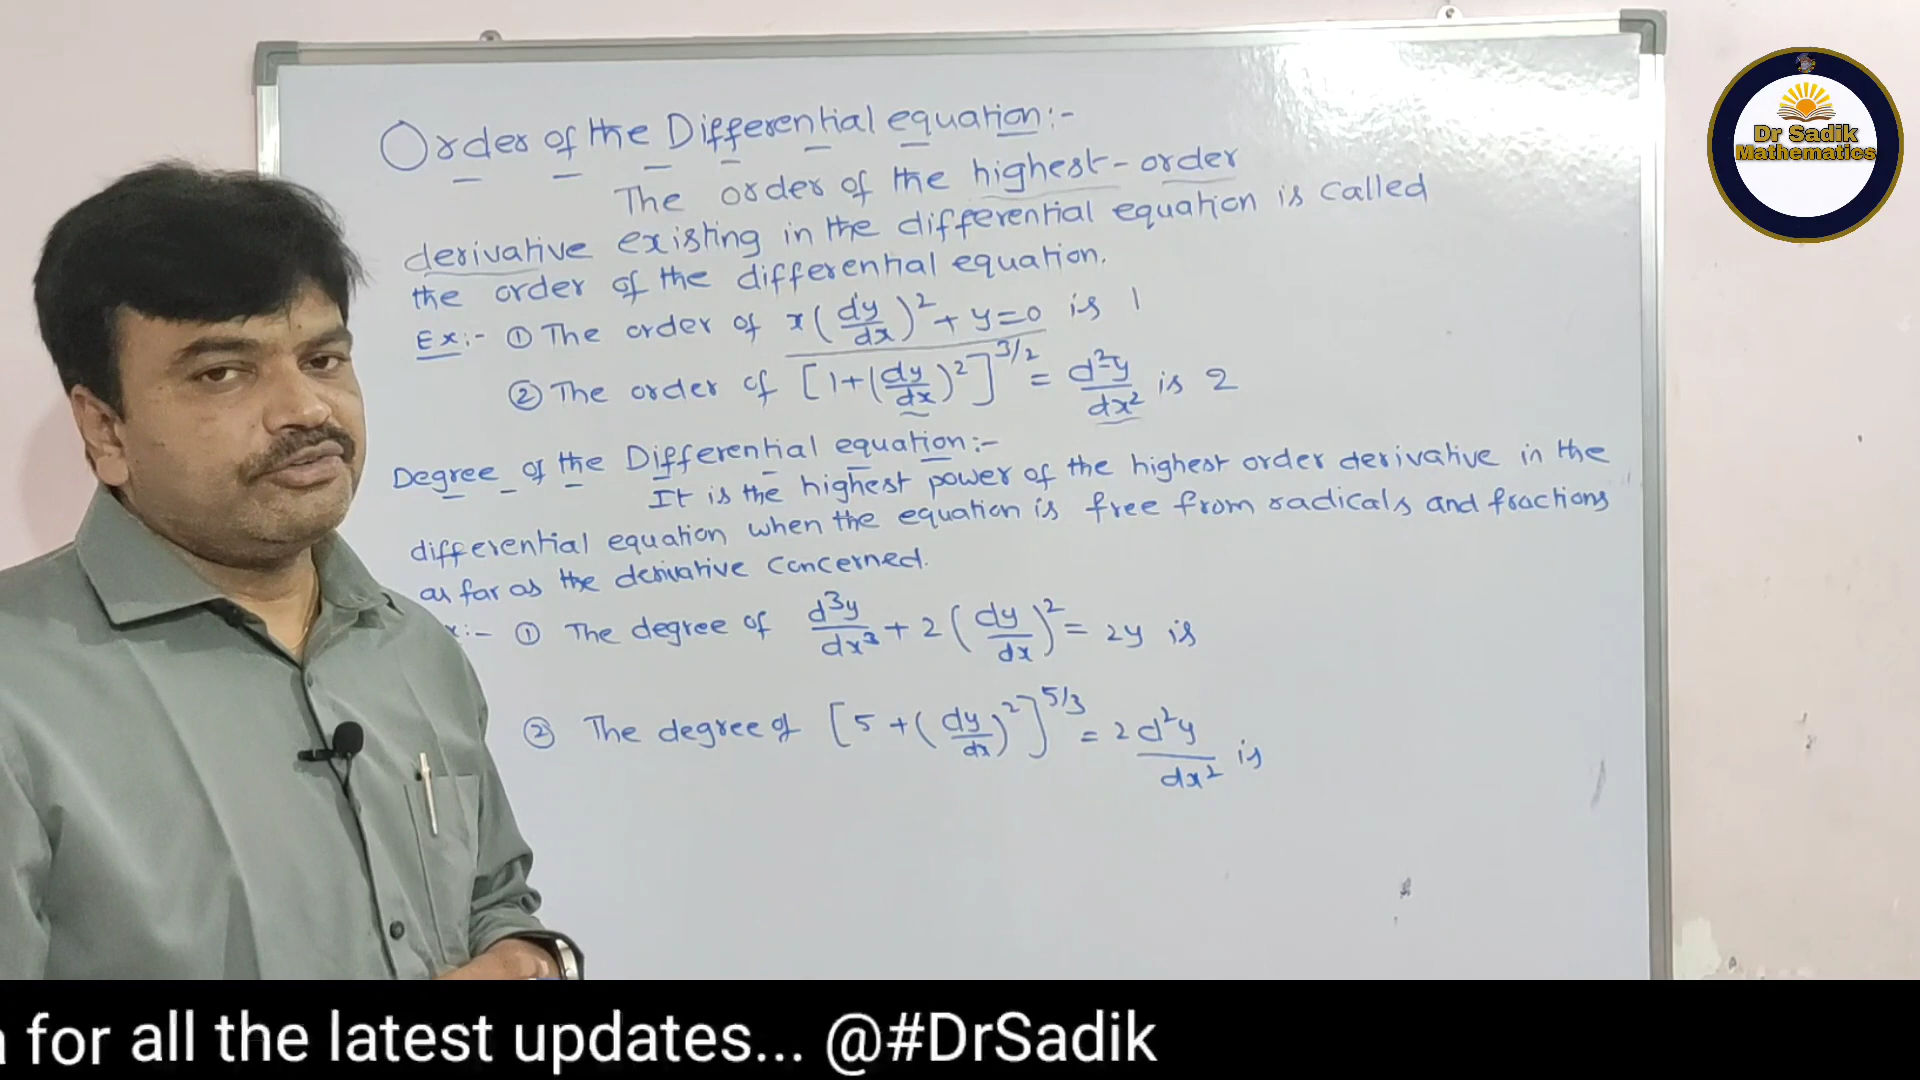 Order of the Differential equation:-
The order of the highest-order
derivative existing in the differential equation is called
the order of the differential equation.
Ex:- ① The order of x(dy/dx)² + y=0 is 1
② The order of [1+(dy/dx)²]^3/2 = d²y/dx² is 2
Degree of the Differential equation:-
It is the highest power of the highest order derivative in the
differential equation when the equation is free from radicals and fractions
as far as the derivative concerned.
x:- ① The degree of d³y/dx³ + 2(dy/dx)² = 2y is
② The degree of [5+(dy/dx)²]^5/3 = 2d²y/dx² is
Dr Sadik
Mathematics
for all the latest updates... @#DrSadik